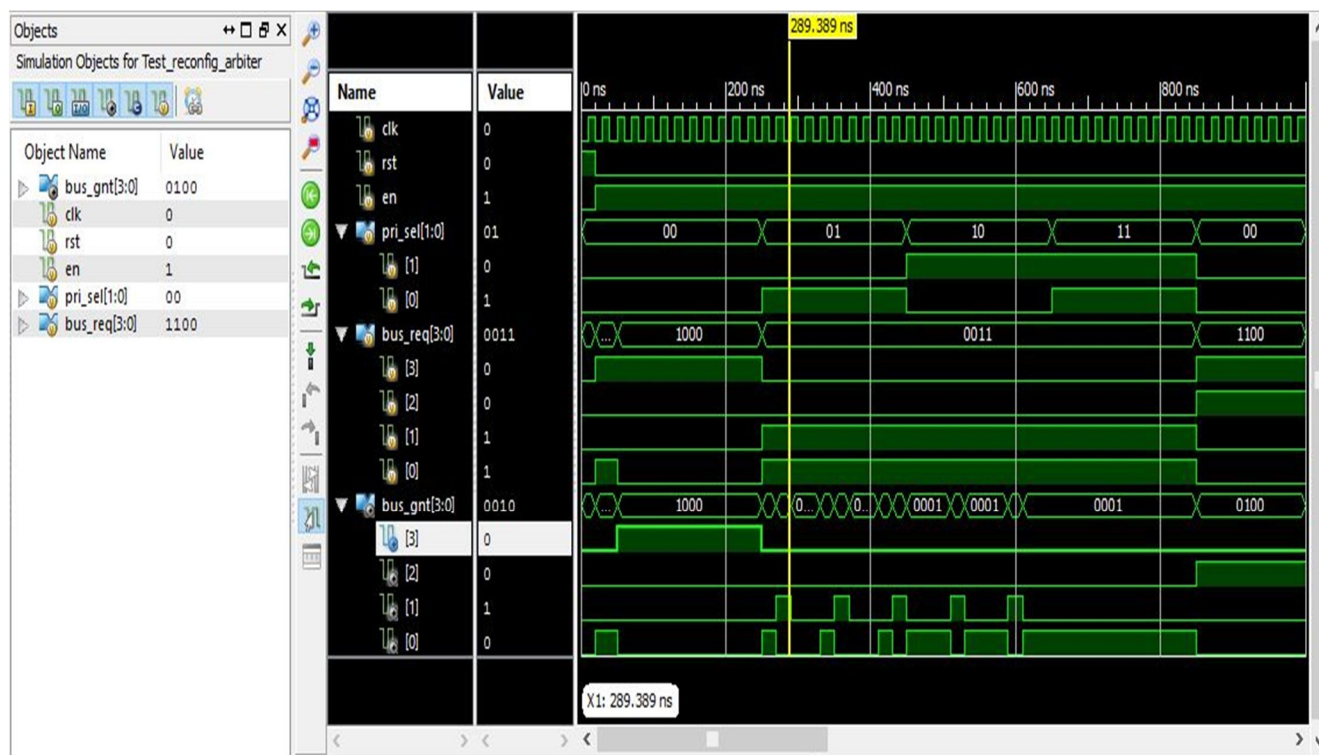 Objects
Simulation Objects for Test_reconfig_arbiter
Object Name Value
bus_gnt[3:0] 0100
clk 0
rst 0
en 1
pri_sel[1:0] 00
bus_req[3:0] 1100
289.389 ns
Name Value
0 ns 200 ns 400 ns 600 ns 800 ns
clk 0
rst 0
en 1
pri_sel[1:0] 01 00 01 10 11 00
[1] 0
[0] 1
bus_req[3:0] 0011 ... 1000 0011 1100
[3] 0
[2] 0
[1] 1
[0] 1
bus_gnt[3:0] 0010 ... 1000 0... 0... 0001 0001 0001 0100
[3] 0
[2] 0
[1] 1
[0] 0
X1: 289.389 ns